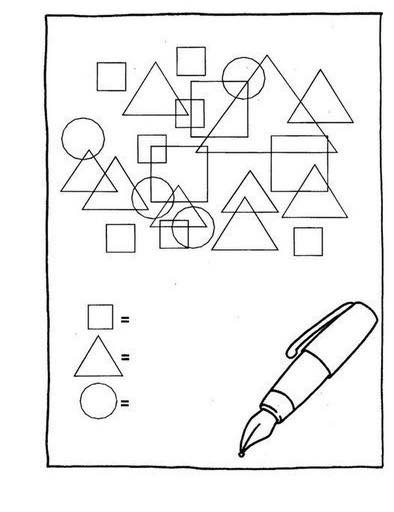 =
=
=